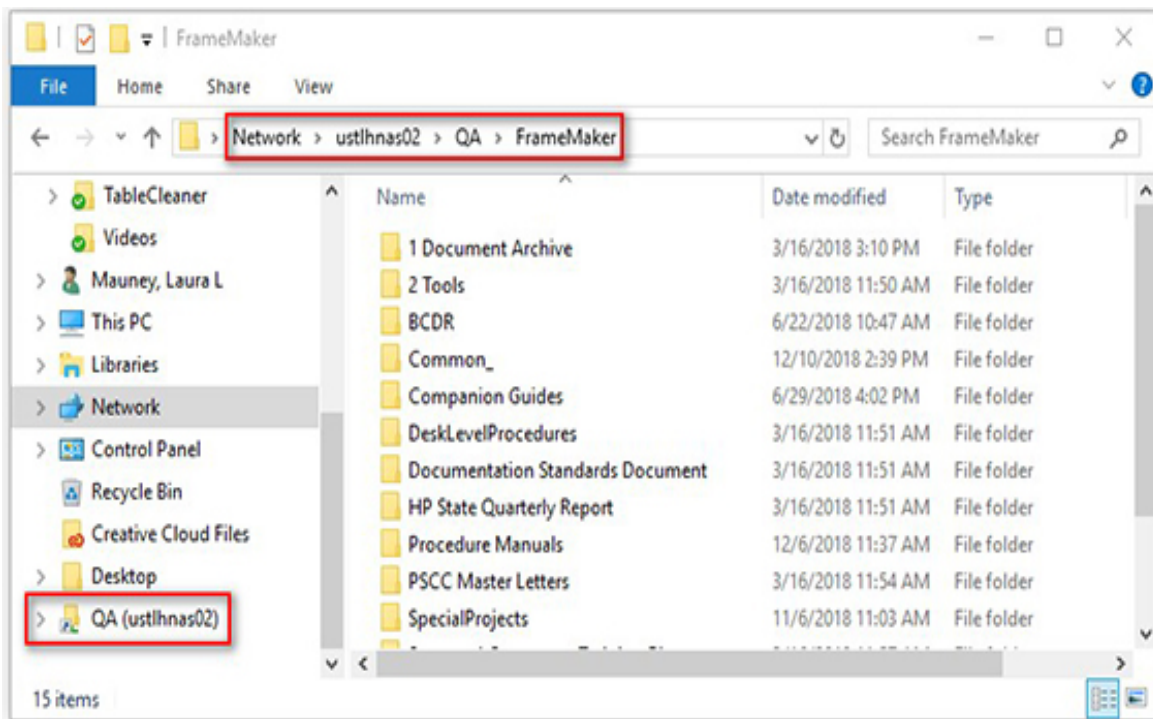 FrameMaker
File Home Share View
Network > ustlhnas02 > QA > FrameMaker Search FrameMaker
TableCleaner
Videos
Mauney, Laura L
This PC
Libraries
Network
Control Panel
Recycle Bin
Creative Cloud Files
Desktop
QA (ustlhnas02)
Name Date modified Type
1 Document Archive 3/16/2018 3:10 PM File folder
2 Tools 3/16/2018 11:50 AM File folder
BCDR 6/22/2018 10:47 AM File folder
Common_ 12/10/2018 2:39 PM File folder
Companion Guides 6/29/2018 4:02 PM File folder
DeskLevelProcedures 3/16/2018 11:51 AM File folder
Documentation Standards Document 3/16/2018 11:51 AM File folder
HP State Quarterly Report 3/16/2018 11:51 AM File folder
Procedure Manuals 12/6/2018 11:37 AM File folder
PSCC Master Letters 3/16/2018 11:54 AM File folder
SpecialProjects 11/6/2018 11:03 AM File folder
15 items